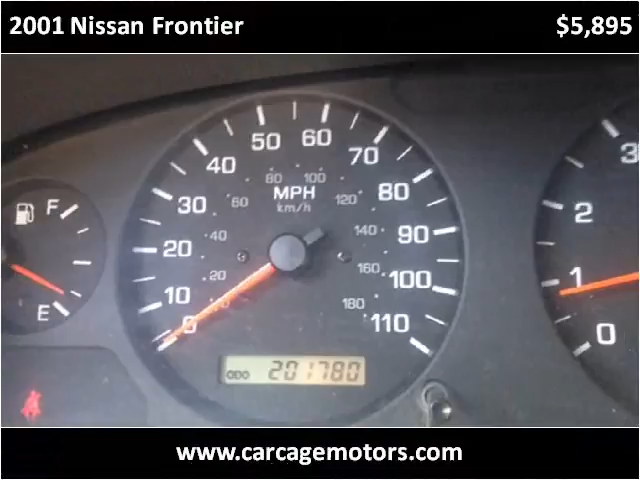 2001 Nissan Frontier $5,895
50 60
40 70
80 100
30 MPH 80
60 km/h 120
F
20 40 140 90
20 160 100
10 180 110
0
E
ODO 201780
3
2
1
0
www.carcagemotors.com